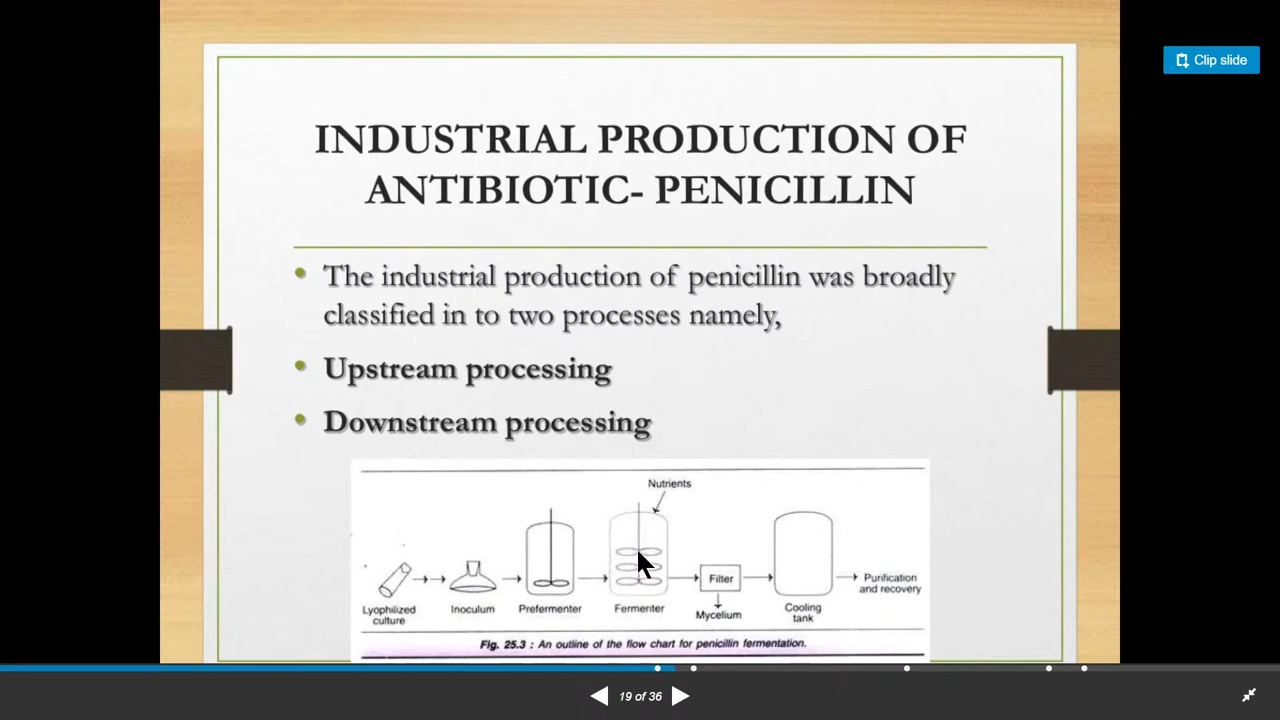 Clip slide
INDUSTRIAL PRODUCTION OF
ANTIBIOTIC- PENICILLIN
• The industrial production of penicillin was broadly
classified in to two processes namely,
• Upstream processing
• Downstream processing
Nutrients
Filter
Purification
and recovery
Lyophilized
culture
Inoculum
Prefermenter
Fermenter
Mycelium
Cooling
tank
Fig. 25.3 : An outline of the flow chart for penicillin fermentation.
19 of 36